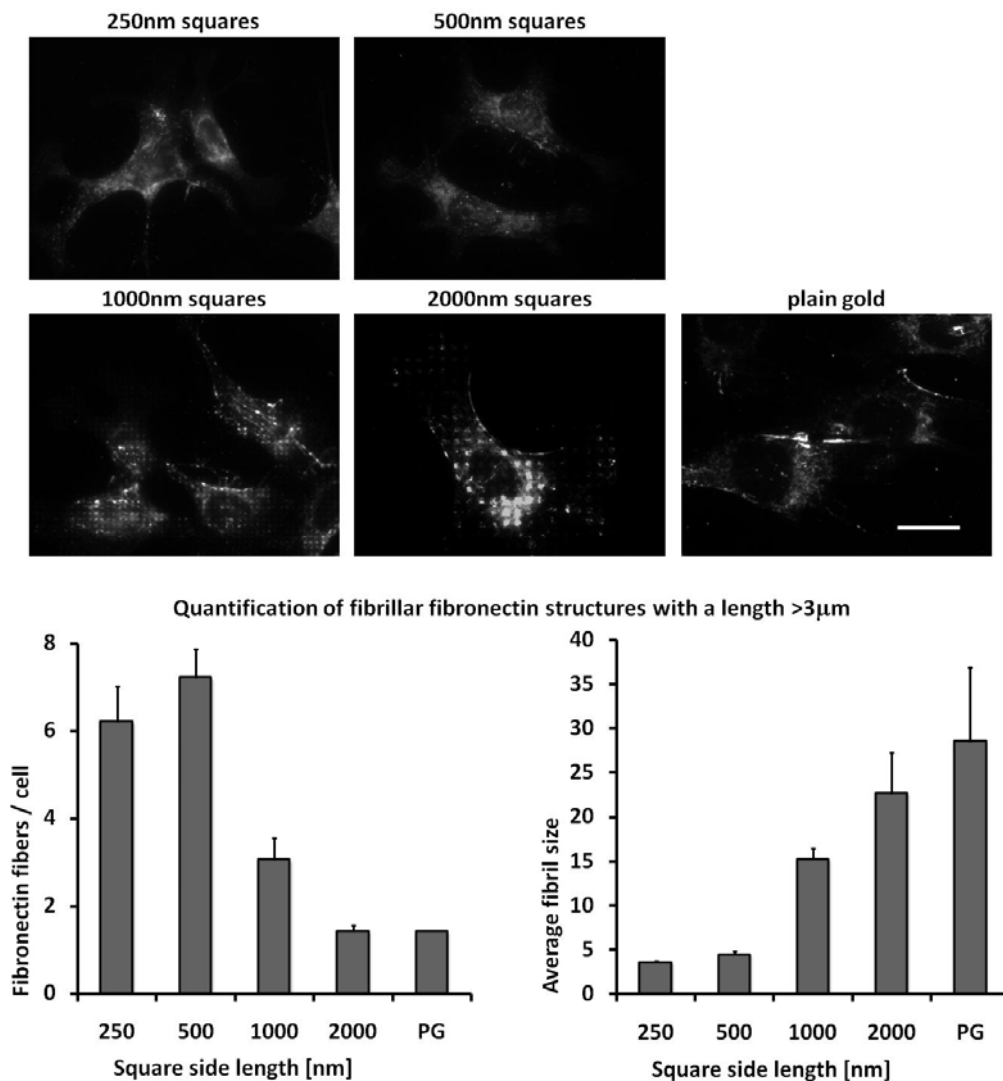 250nm squares
500nm squares
1000nm squares
2000nm squares
plain gold
Quantification of fibrillar fibronectin structures with a length >3μm
Fibronectin fibers / cell
8
6
4
2
0
250 500 1000 2000 PG
Square side length [nm]
Average fibril size
40
35
30
25
20
15
10
5
0
250 500 1000 2000 PG
Square side length [nm]